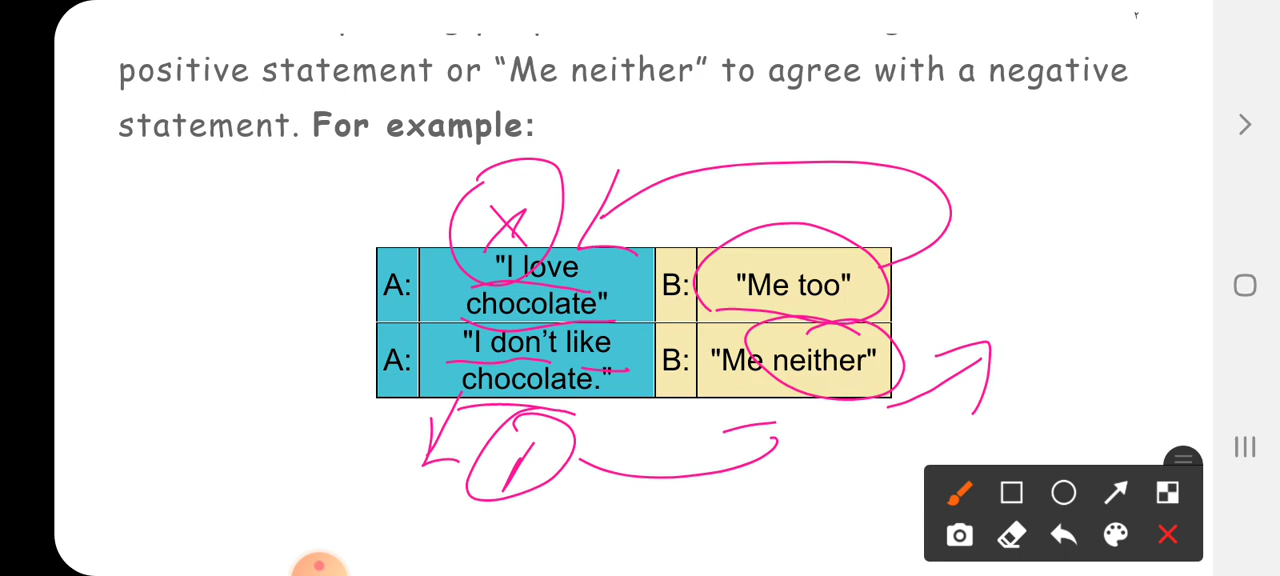 ٢
positive statement or “Me neither” to agree with a negative
statement. For example:
A: "I love chocolate" B: "Me too"
A: "I don’t like chocolate." B: "Me neither"